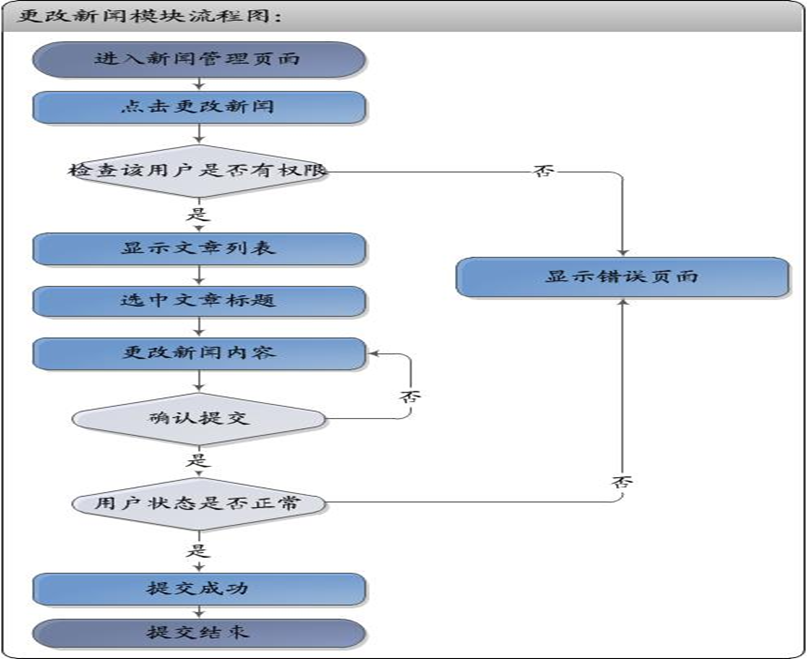 更改新闻模块流程图:
进入新闻管理页面
点击更改新闻
检查该用户是否有权限
否
是
显示文章列表
显示错误页面
选中文章标题
更改新闻内容
否
确认提交
是
否
用户状态是否正常
是
提交成功
提交结束